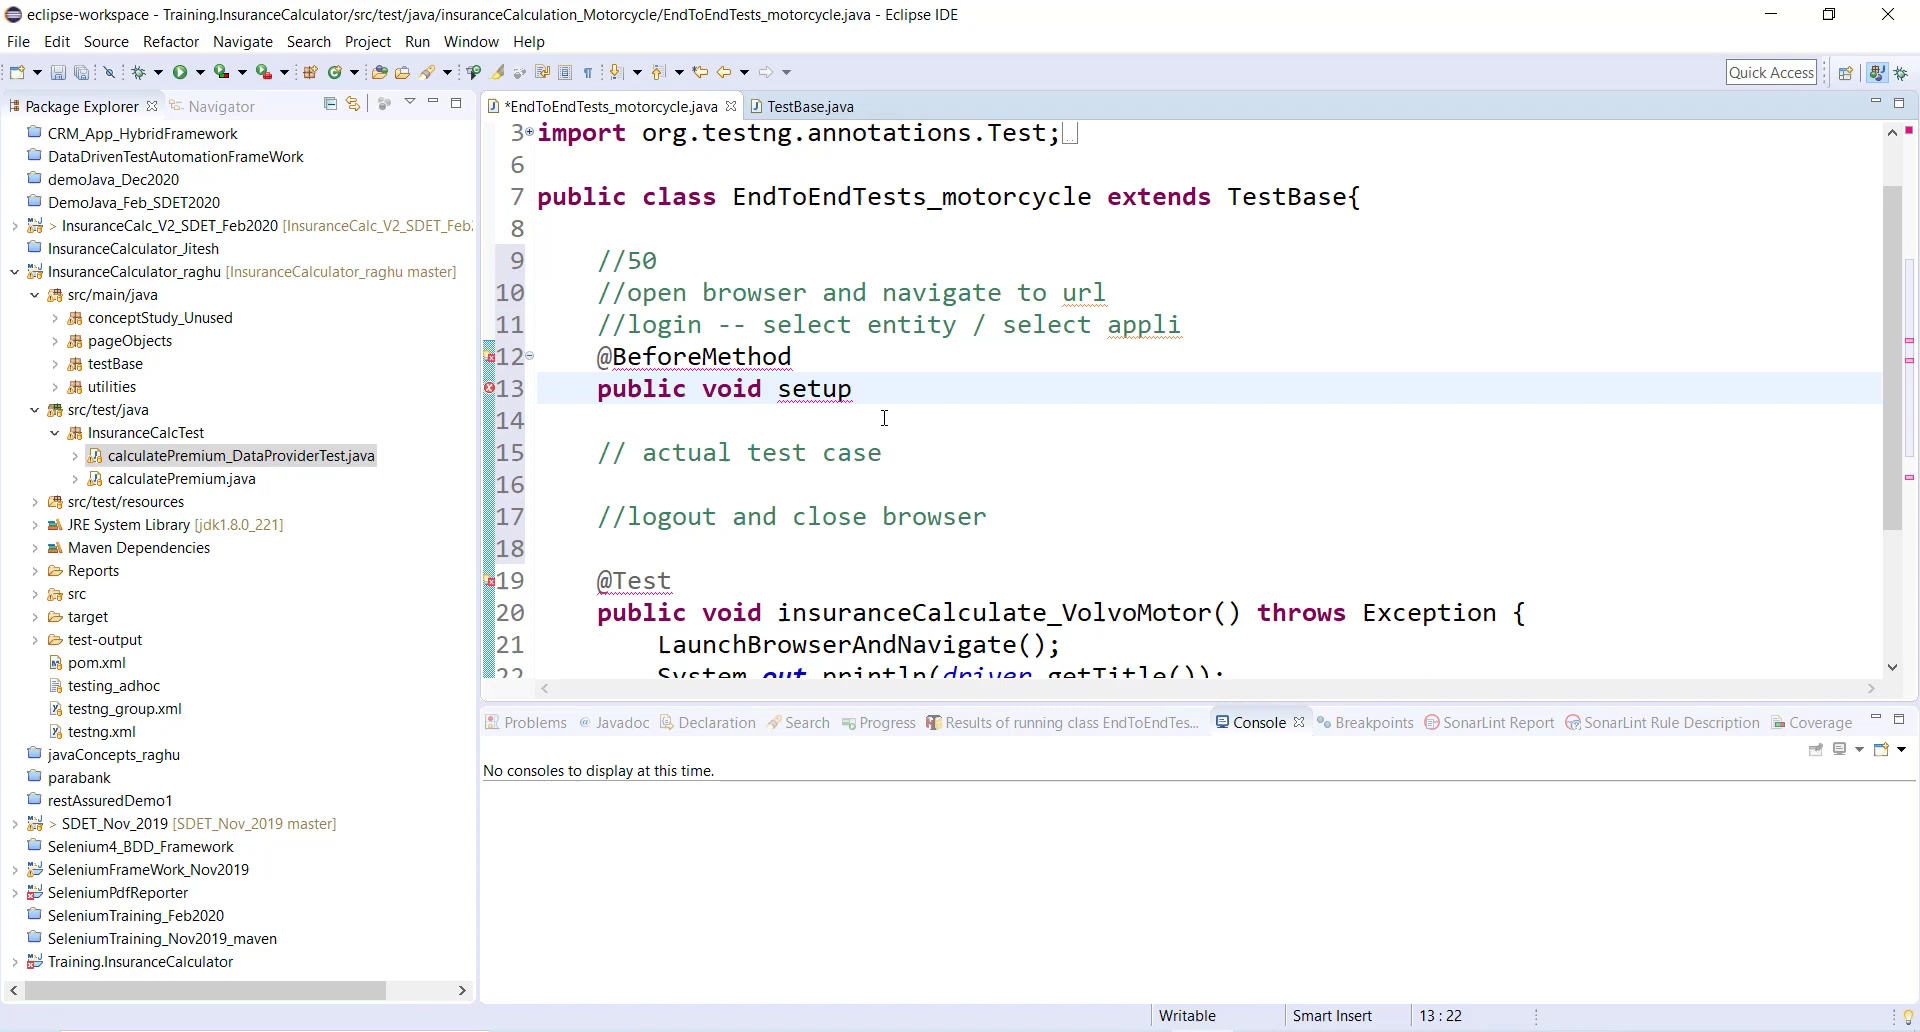 eclipse-workspace - Training.InsuranceCalculator/src/test/java/insuranceCalculation_Motorcycle/EndToEndTests_motorcycle.java - Eclipse IDE
File Edit Source Refactor Navigate Search Project Run Window Help
Quick Access
Package Explorer Navigator
CRM_App_HybridFramework
DataDrivenTestAutomationFrameWork
demoJava_Dec2020
DemoJava_Feb_SDET2020
> InsuranceCalc_V2_SDET_Feb2020 [InsuranceCalc_V2_SDET_Feb.
InsuranceCalculator_Jitesh
InsuranceCalculator_raghu [InsuranceCalculator_raghu master]
src/main/java
conceptStudy_Unused
pageObjects
testBase
utilities
src/test/java
InsuranceCalcTest
calculatePremium_DataProviderTest.java
calculatePremium.java
src/test/resources
JRE System Library [jdk1.8.0_221]
Maven Dependencies
Reports
src
target
test-output
pom.xml
testing_adhoc
testng_group.xml
testng.xml
javaConcepts_raghu
parabank
restAssuredDemo1
> SDET_Nov_2019 [SDET_Nov_2019 master]
Selenium4_BDD_Framework
SeleniumFrameWork_Nov2019
SeleniumPdfReporter
SeleniumTraining_Feb2020
SeleniumTraining_Nov2019_maven
Training.InsuranceCalculator
*EndToEndTests_motorcycle.java TestBase.java
3 import org.testng.annotations.Test;
6
7 public class EndToEndTests_motorcycle extends TestBase{
8
9 //50
10 //open browser and navigate to url
11 //login -- select entity / select appli
12 @BeforeMethod
13 public void setup
14
15 // actual test case
16
17 //logout and close browser
18
19 @Test
20 public void insuranceCalculate_VolvoMotor() throws Exception {
21 LaunchBrowserAndNavigate();
22 System.out.println(driver.getTitle());
Problems @ Javadoc Declaration Search Progress Results of running class EndToEndTes... Console Breakpoints SonarLint Report SonarLint Rule Description Coverage
No consoles to display at this time.
Writable Smart Insert 13 : 22